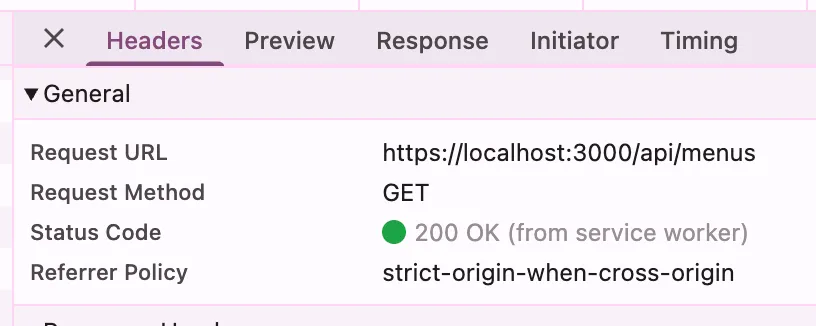 Headers Preview Response Initiator Timing
General
Request URL https://localhost:3000/api/menus
Request Method GET
Status Code 200 OK (from service worker)
Referrer Policy strict-origin-when-cross-origin